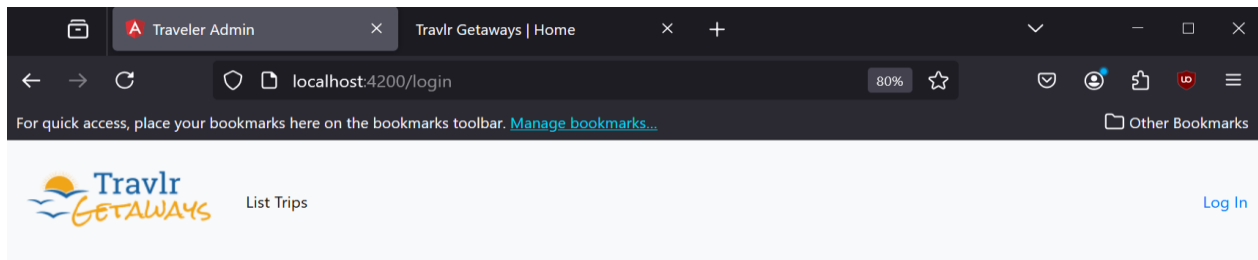 Traveler Admin
Travlr Getaways | Home
localhost:4200/login
80%
For quick access, place your bookmarks here on the bookmarks toolbar. Manage bookmarks...
Other Bookmarks
Travlr
GETAWAYS
List Trips
Log In